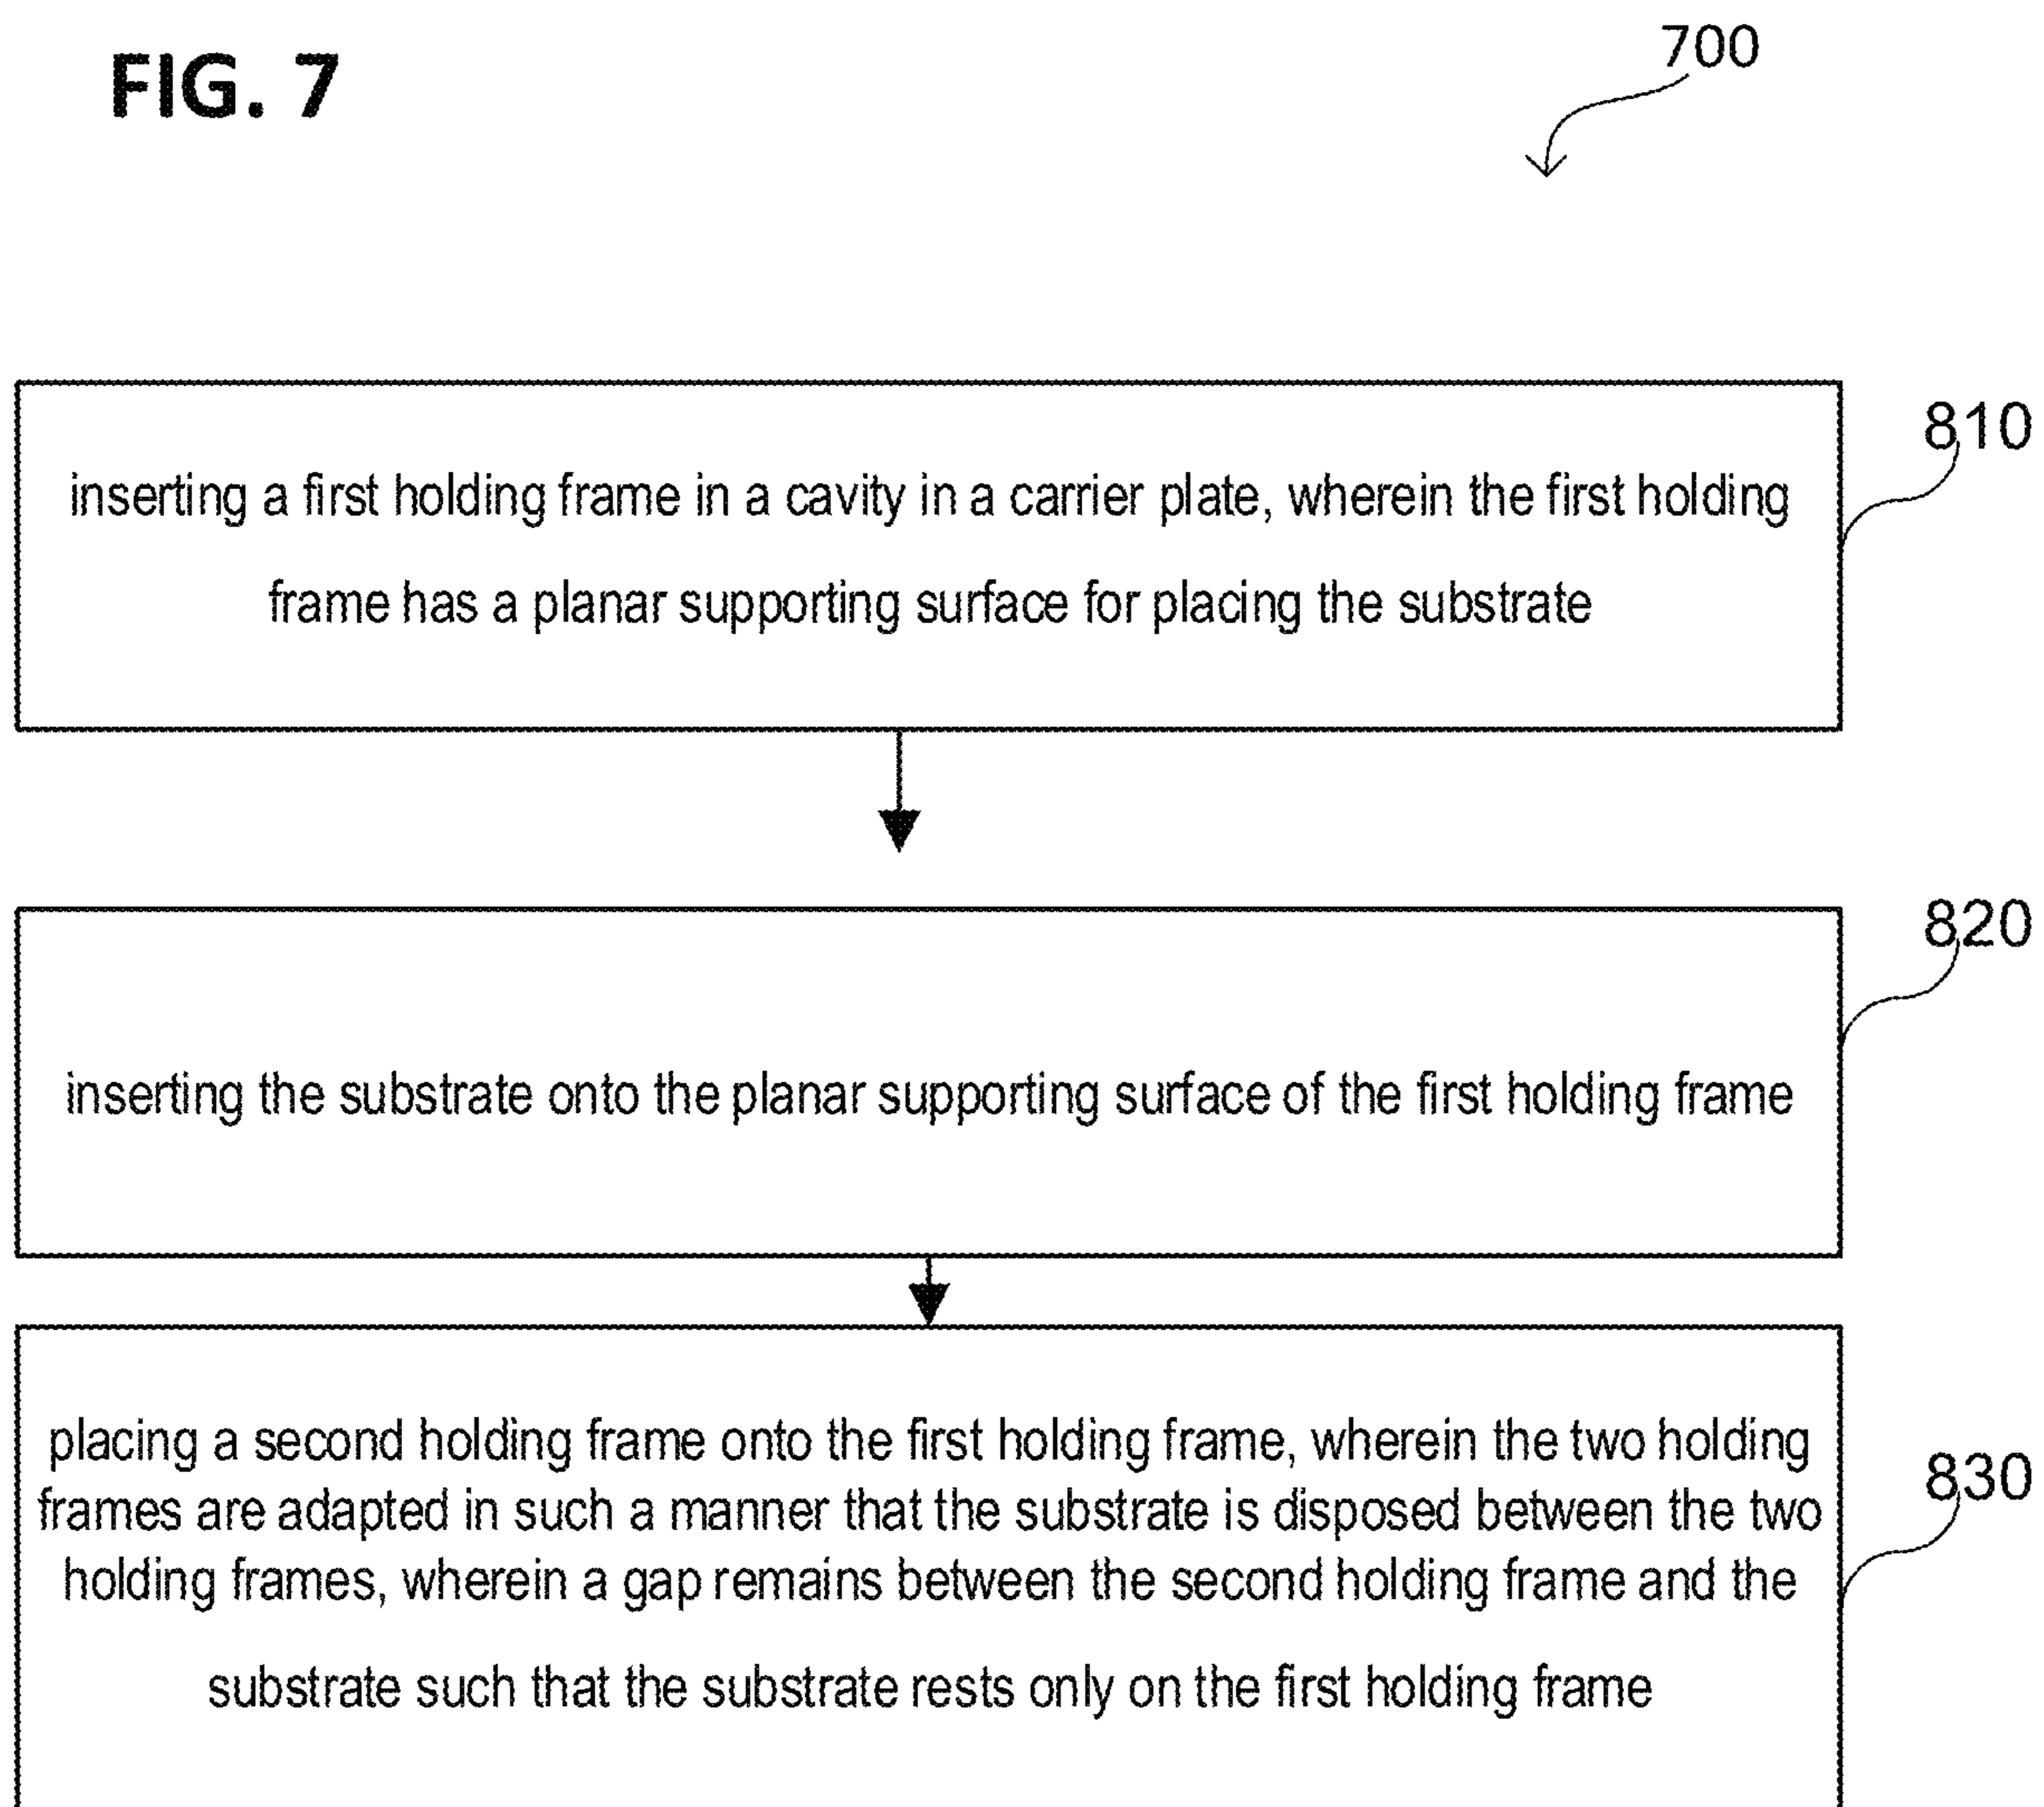 FIG. 7
700
810
inserting a first holding frame in a cavity in a carrier plate, wherein the first holding
frame has a planar supporting surface for placing the substrate
820
inserting the substrate onto the planar supporting surface of the first holding frame
placing a second holding frame onto the first holding frame, wherein the two holding
830
frames are adapted in such a manner that the substrate is disposed between the two
holding frames, wherein a gap remains between the second holding frame and the
substrate such that the substrate rests only on the first holding frame